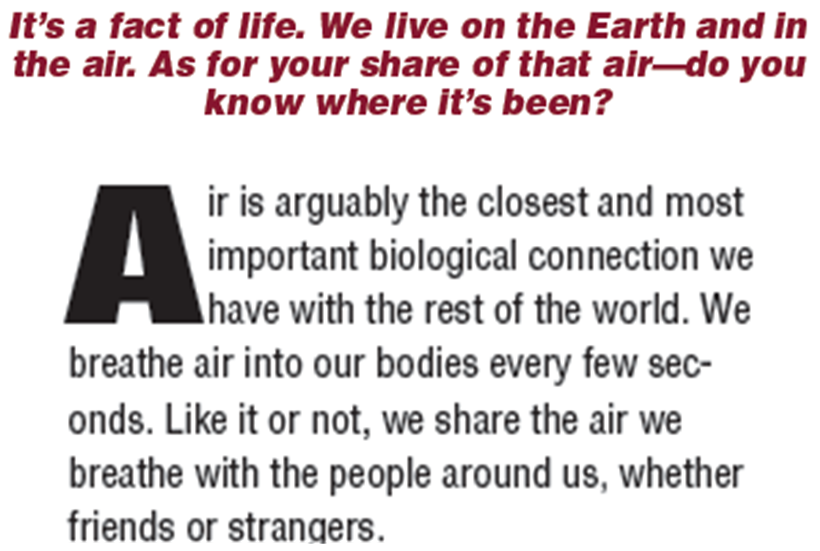 It’s a fact of life. We live on the Earth and in
the air. As for your share of that air—do you
know where it’s been?
Air is arguably the closest and most
important biological connection we
have with the rest of the world. We
breathe air into our bodies every few sec-
onds. Like it or not, we share the air we
breathe with the people around us, whether
friends or strangers.